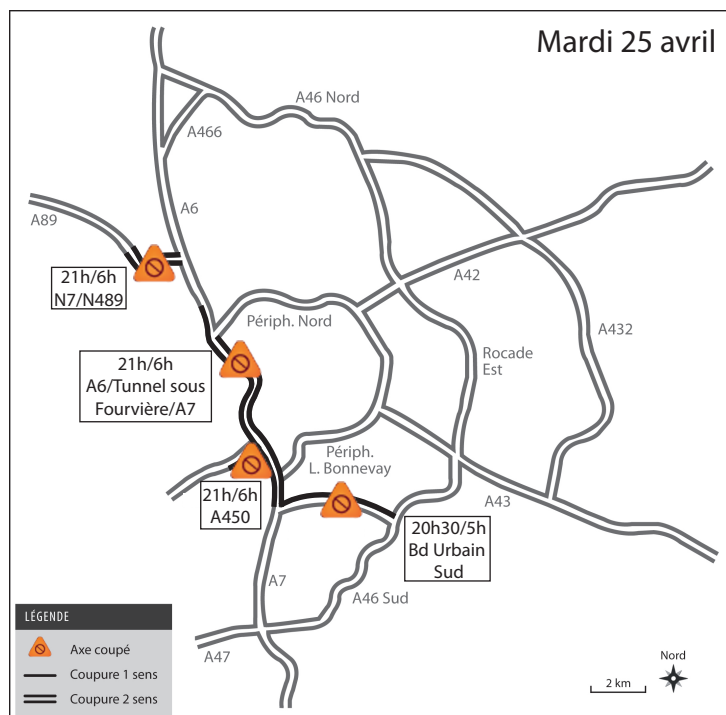 Mardi 25 avril
A46 Nord
A466
A6
A89
21h/6h
N7/N489
A42
Périph. Nord
A432
Rocade
Est
21h/6h
A6/Tunnel sous
Fourvière/A7
Périph.
L. Bonnevay
21h/6h
A450
A43
20h30/5h
Bd Urbain
Sud
A7
A46 Sud
A47
LÉGENDE
Axe coupé
Coupure 1 sens
Coupure 2 sens
2 km
Nord